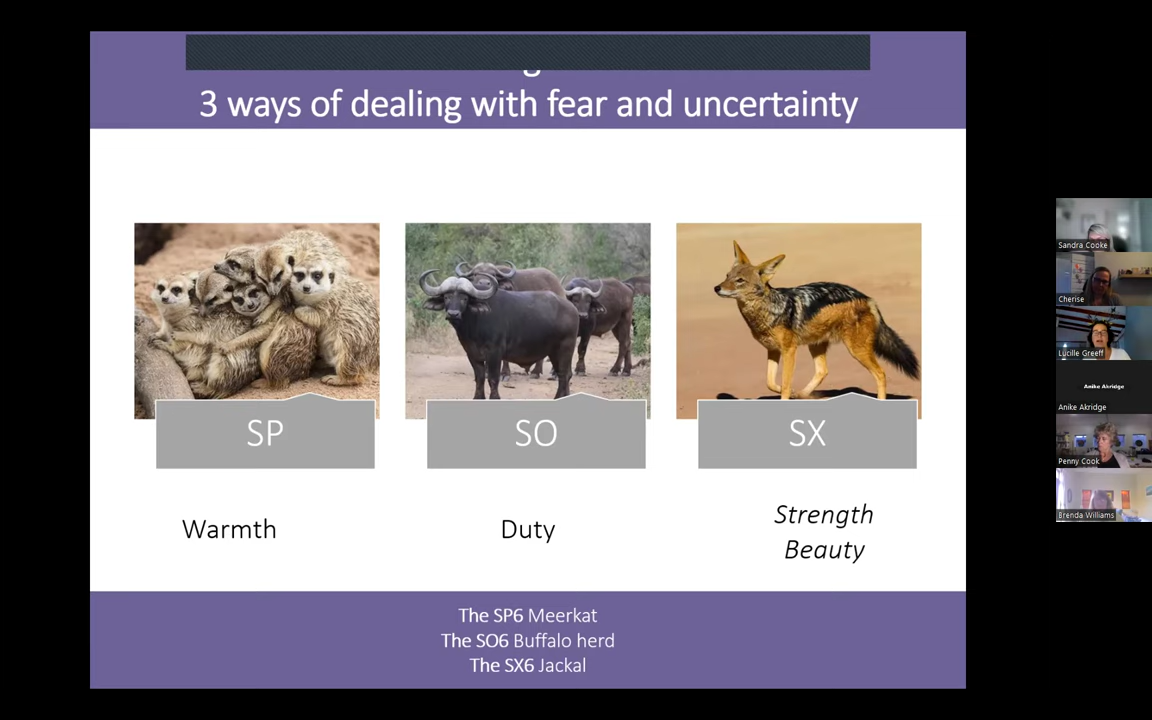 3 ways of dealing with fear and uncertainty
SP
SO
SX
Warmth
Duty
Strength
Beauty
The SP6 Meerkat
The SO6 Buffalo herd
The SX6 Jackal
Sandra Cooke
Cherise
Lucille Greeff
Anike Akridge
Anike Akridge
Penny Cook
Brenda Williams